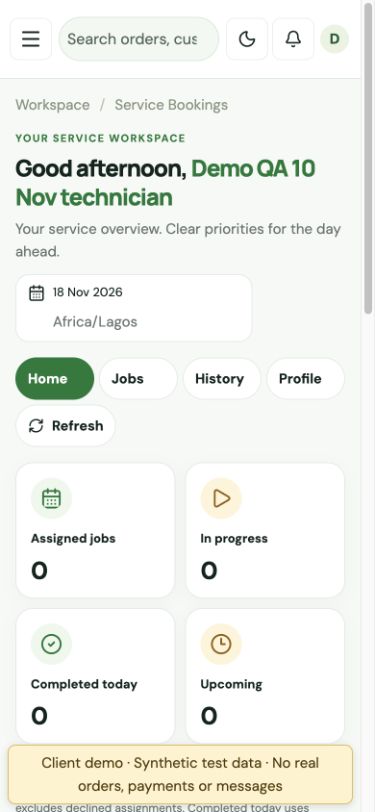 Search orders, cus
D
Workspace / Service Bookings
YOUR SERVICE WORKSPACE
Good afternoon, Demo QA 10
Nov technician
Your service overview. Clear priorities for the day
ahead.
18 Nov 2026
Africa/Lagos
Home Jobs History Profile
Refresh
Assigned jobs
0
In progress
0
Completed today
0
Upcoming
0
Client demo · Synthetic test data · No real
orders, payments or messages
excludes declined assignments. Completed today uses